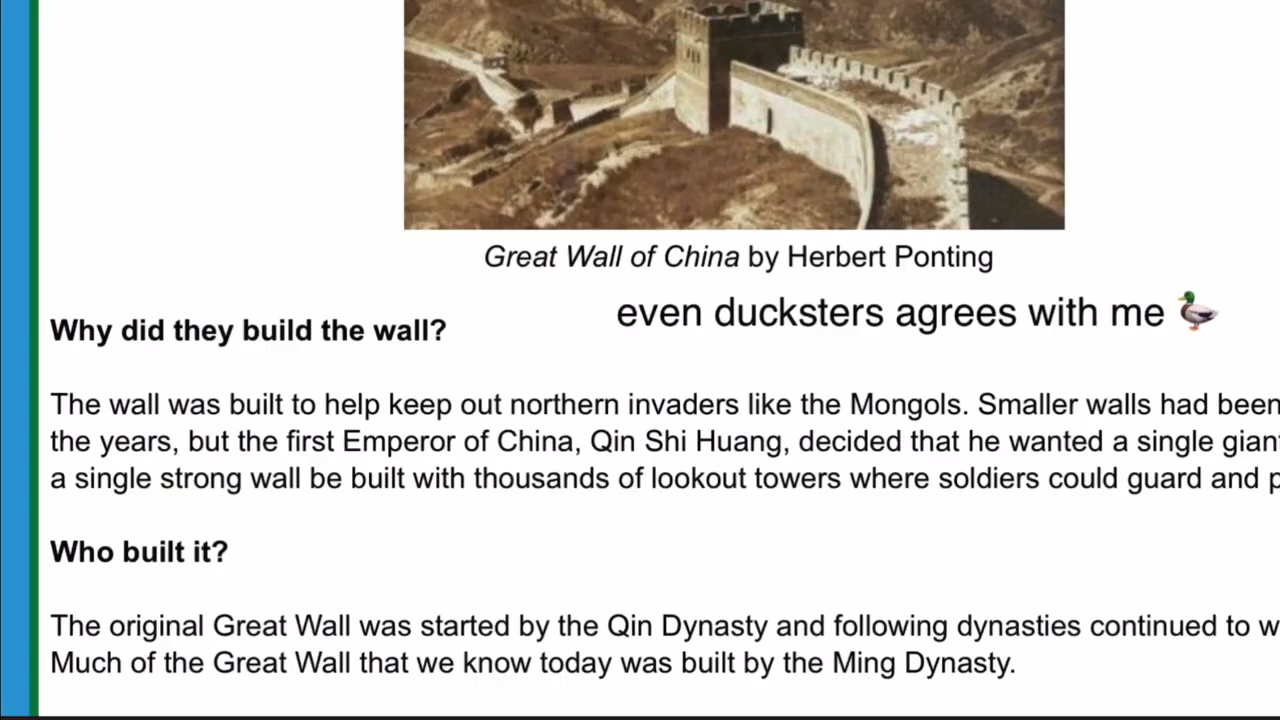 Great Wall of China by Herbert Ponting
even ducksters agrees with me 🦆
Why did they build the wall?
The wall was built to help keep out northern invaders like the Mongols. Smaller walls had been
the years, but the first Emperor of China, Qin Shi Huang, decided that he wanted a single
a single strong wall be built with thousands of lookout towers where soldiers could guard and
Who built it?
The original Great Wall was started by the Qin Dynasty and following dynasties continued to
Much of the Great Wall that we know today was built by the Ming Dynasty.